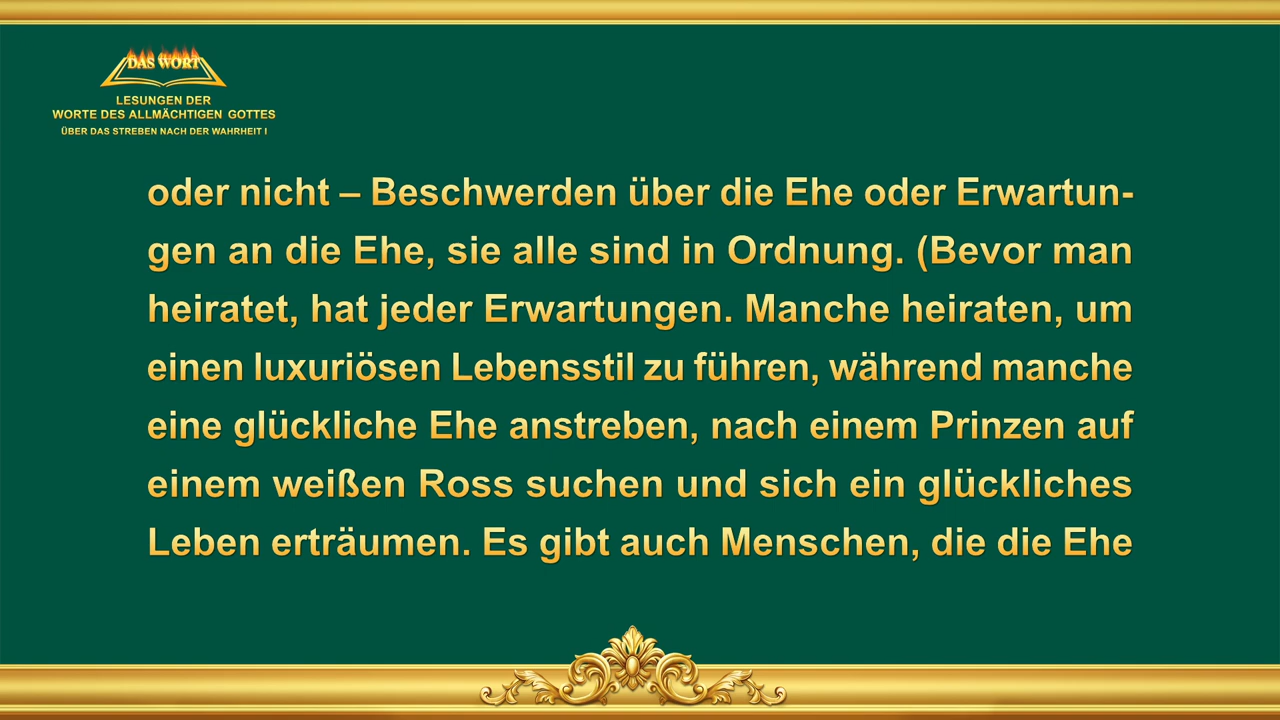 DAS WORT
LESUNGEN DER
WORTE DES ALLMÄCHTIGEN GOTTES
ÜBER DAS STREBEN NACH DER WAHRHEIT I
oder nicht – Beschwerden über die Ehe oder Erwartun-
gen an die Ehe, sie alle sind in Ordnung. (Bevor man
heiratet, hat jeder Erwartungen. Manche heiraten, um
einen luxuriösen Lebensstil zu führen, während manche
eine glückliche Ehe anstreben, nach einem Prinzen auf
einem weißen Ross suchen und sich ein glückliches
Leben erträumen. Es gibt auch Menschen, die die Ehe